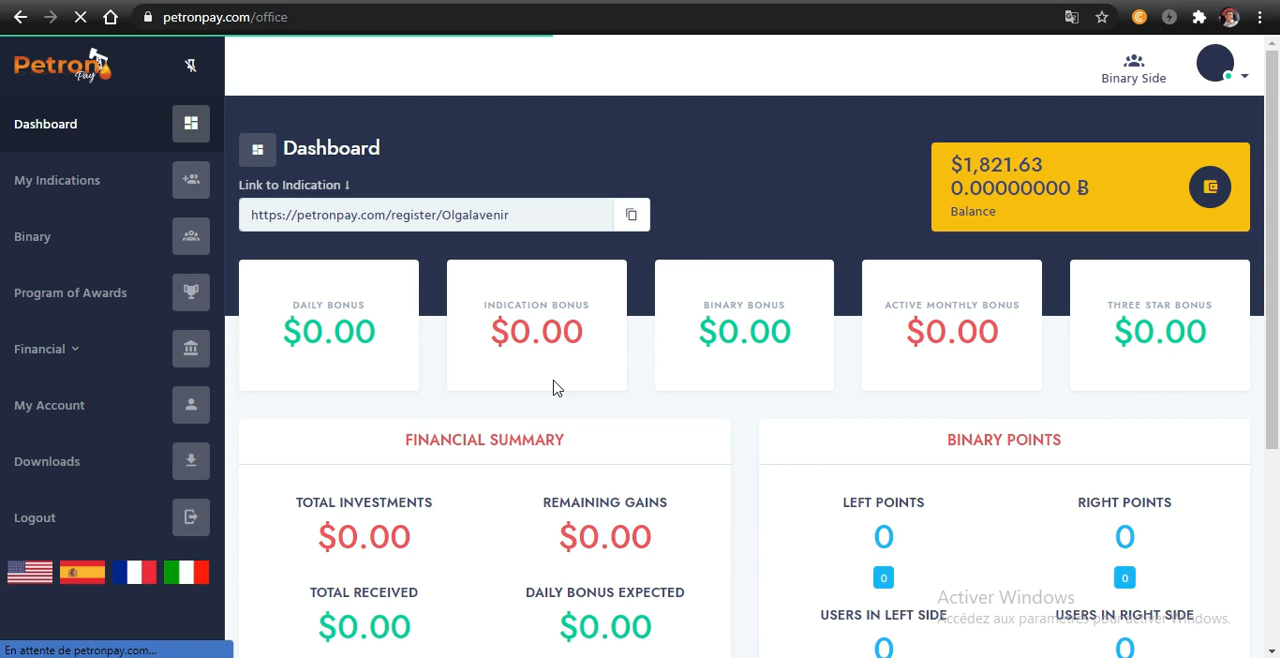 petronpay.com/office
Petron
Pay
Binary Side
Dashboard
My Indications
Binary
Program of Awards
Financial
My Account
Downloads
Logout
Dashboard
Link to Indication
https://petronpay.com/register/Olgalavenir
$1,821.63
0.00000000 Ƀ
Balance
DAILY BONUS
$0.00
INDICATION BONUS
$0.00
BINARY BONUS
$0.00
ACTIVE MONTHLY BONUS
$0.00
THREE STAR BONUS
$0.00
FINANCIAL SUMMARY
TOTAL INVESTMENTS
$0.00
REMAINING GAINS
$0.00
TOTAL RECEIVED
$0.00
DAILY BONUS EXPECTED
$0.00
BINARY POINTS
LEFT POINTS
0
0
RIGHT POINTS
0
0
USERS IN LEFT SIDE
0
USERS IN RIGHT SIDE
0
Activer Windows
Accédez aux paramètres pour activer Windows.
En attente de petronpay.com...